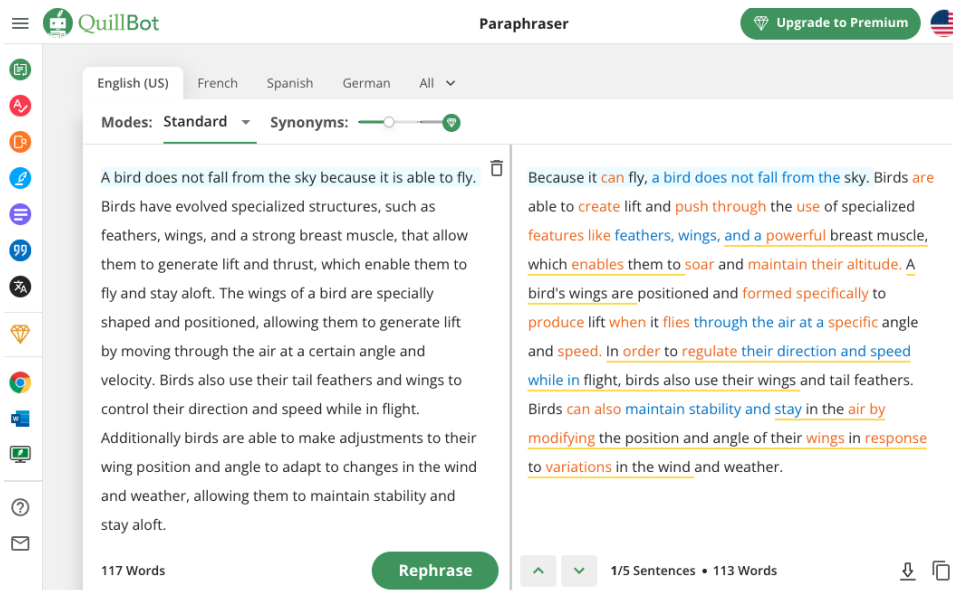 QuillBot
Paraphraser
Upgrade to Premium
English (US) French Spanish German All
Modes: Standard Synonyms:
A bird does not fall from the sky because it is able to fly.
Birds have evolved specialized structures, such as
feathers, wings, and a strong breast muscle, that allow
them to generate lift and thrust, which enable them to
fly and stay aloft. The wings of a bird are specially
shaped and positioned, allowing them to generate lift
by moving through the air at a certain angle and
velocity. Birds also use their tail feathers and wings to
control their direction and speed while in flight.
Additionally birds are able to make adjustments to their
wing position and angle to adapt to changes in the wind
and weather, allowing them to maintain stability and
stay aloft.
117 Words
Rephrase
Because it can fly, a bird does not fall from the sky. Birds are
able to create lift and push through the use of specialized
features like feathers, wings, and a powerful breast muscle,
which enables them to soar and maintain their altitude. A
bird's wings are positioned and formed specifically to
produce lift when it flies through the air at a specific angle
and speed. In order to regulate their direction and speed
while in flight, birds also use their wings and tail feathers.
Birds can also maintain stability and stay in the air by
modifying the position and angle of their wings in response
to variations in the wind and weather.
1/5 Sentences • 113 Words